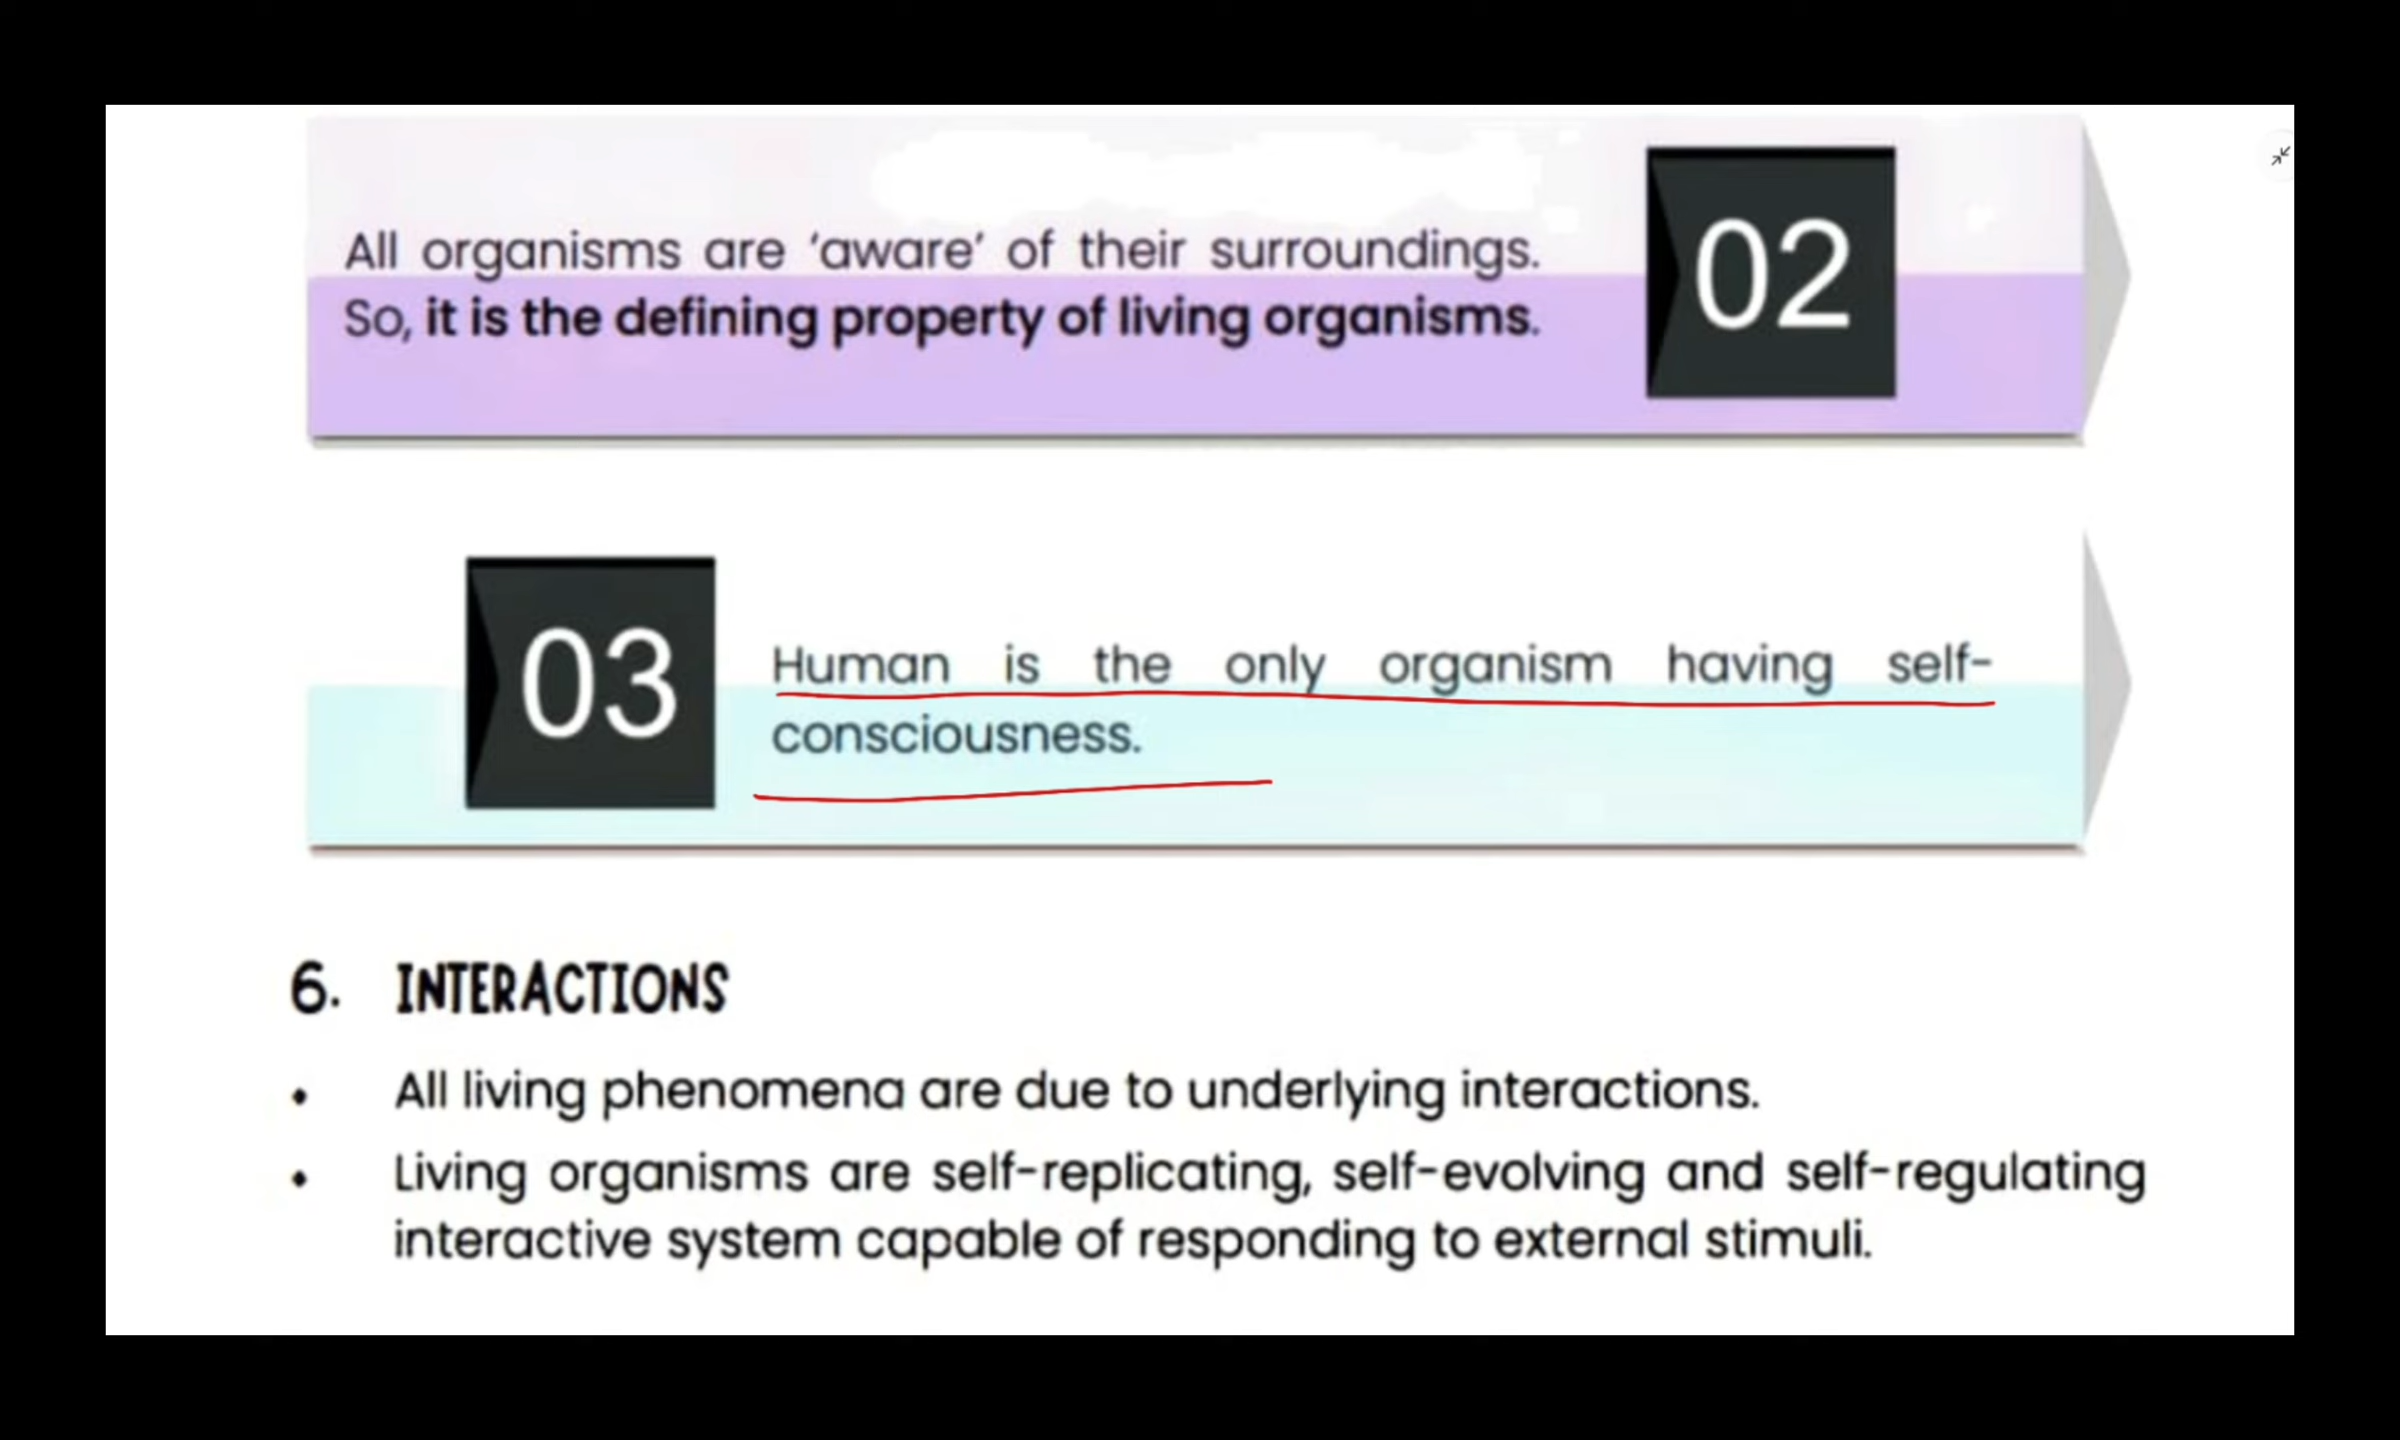 All organisms are ‘aware’ of their surroundings.
So, it is the defining property of living organisms.
02
03
Human is the only organism having self-
consciousness.
6. INTERACTIONS
• All living phenomena are due to underlying interactions.
• Living organisms are self-replicating, self-evolving and self-regulating
interactive system capable of responding to external stimuli.